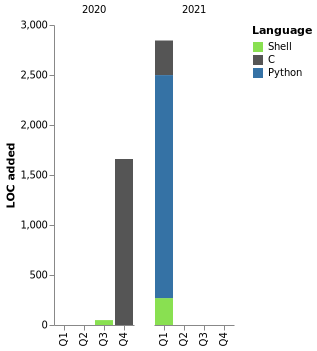 2020
2021
LOC added
3,000
2,500
2,000
1,500
1,000
500
0
Q1
Q2
Q3
Q4
Q1
Q2
Q3
Q4
Language
Shell
C
Python